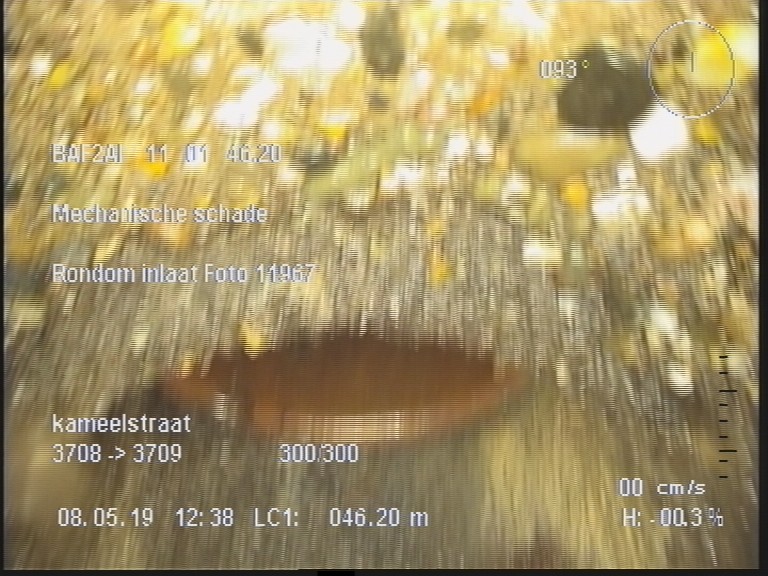 093°
BAF2AI 11 01 46.20
Mechanische schade
Rondom inlaat Foto 11967
kameelstraat
3708 -> 3709 300/300
00 cm/s
08.05.19 12:38 LC1: 046.20 m H: -00.3 %